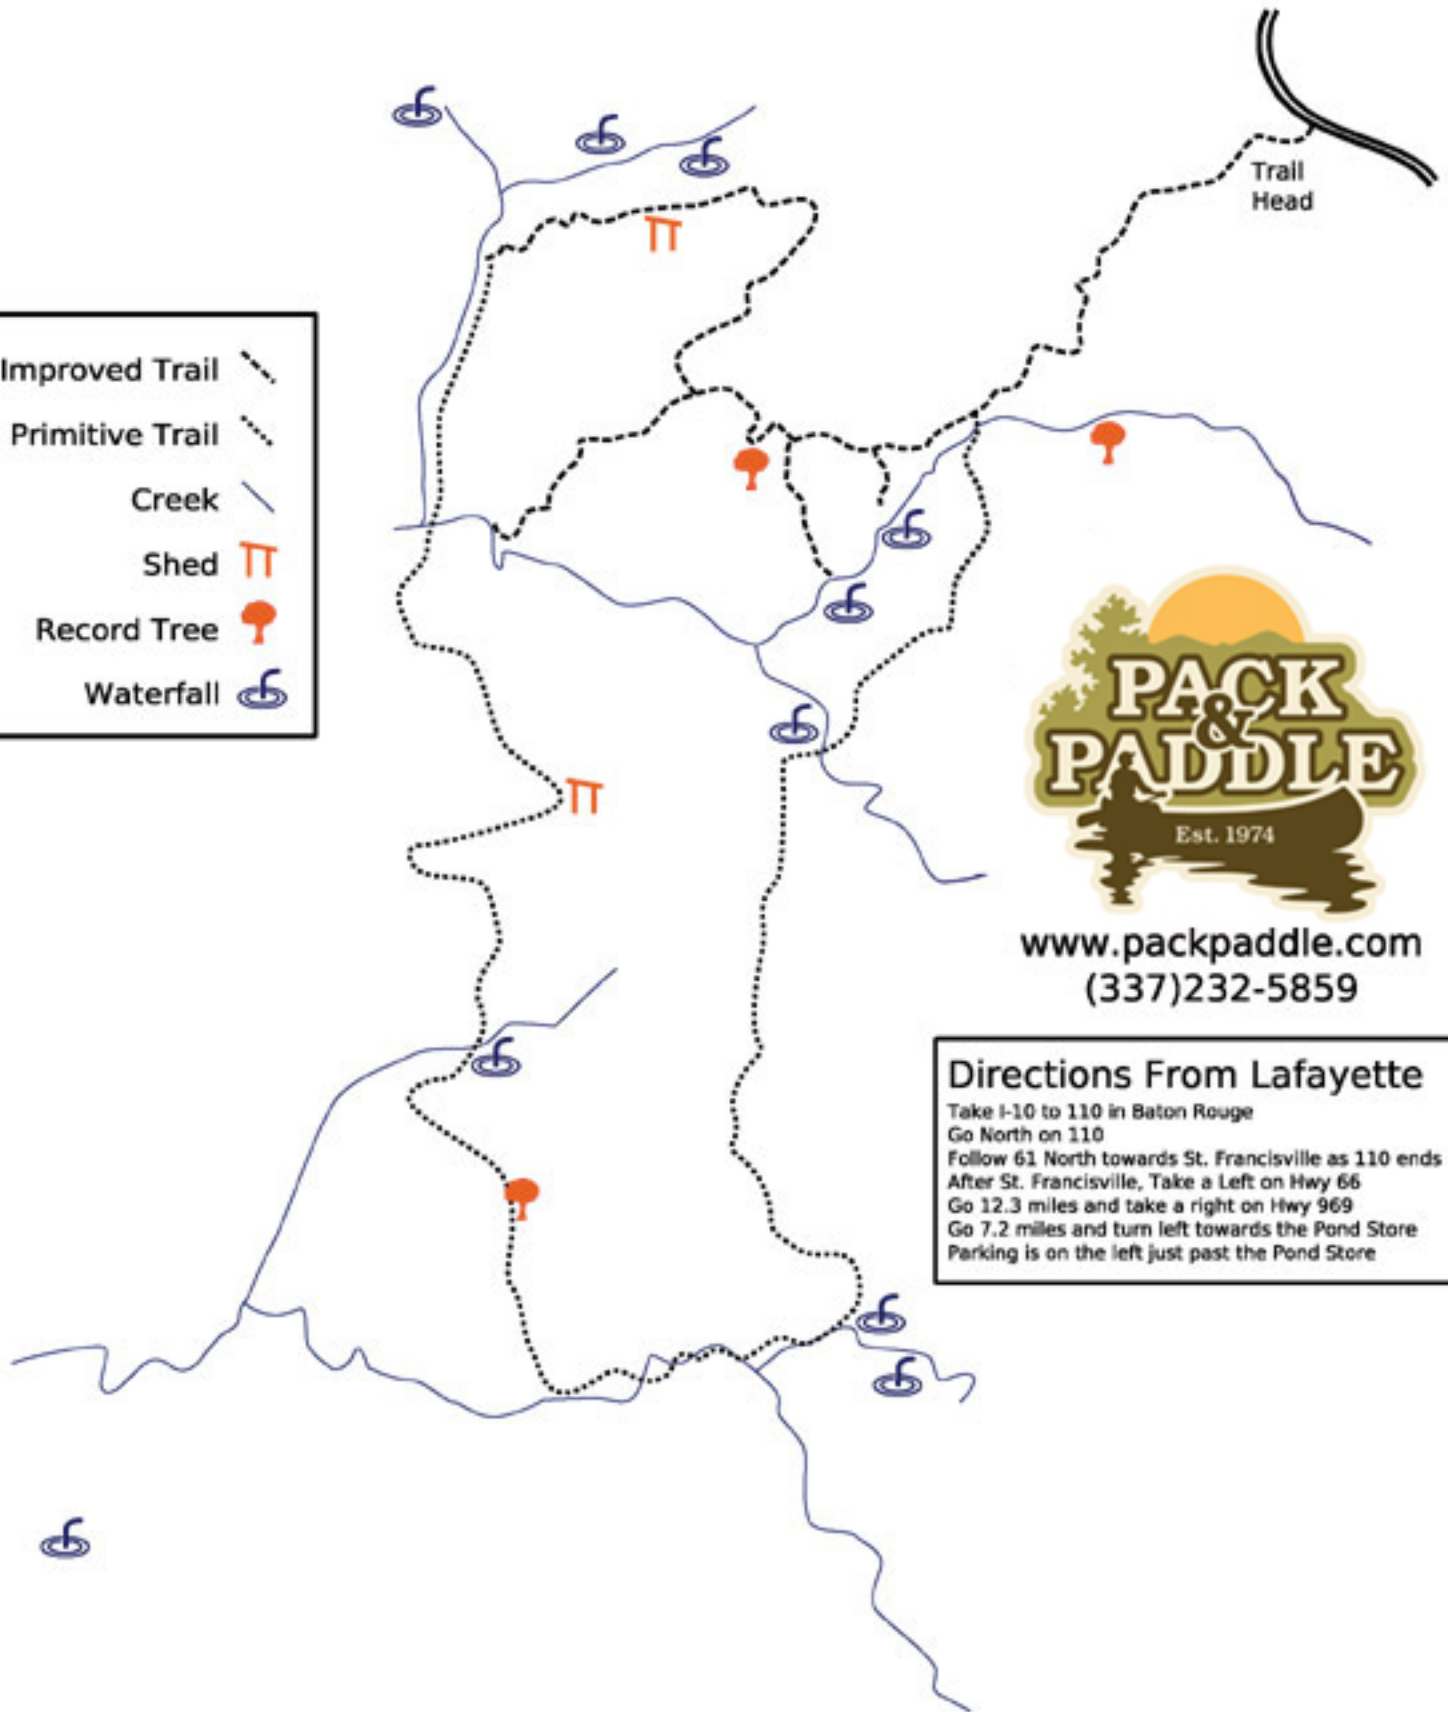 Trail
Head
Improved Trail
Primitive Trail
Creek
Shed
Record Tree
Waterfall
PACK
&
PADDLE
Est. 1974
www.packpaddle.com
(337)232-5859
Directions From Lafayette
Take I-10 to 110 in Baton Rouge
Go North on 110
Follow 61 North towards St. Francisville as 110 ends
After St. Francisville, Take a Left on Hwy 66
Go 12.3 miles and take a right on Hwy 969
Go 7.2 miles and turn left towards the Pond Store
Parking is on the left just past the Pond Store